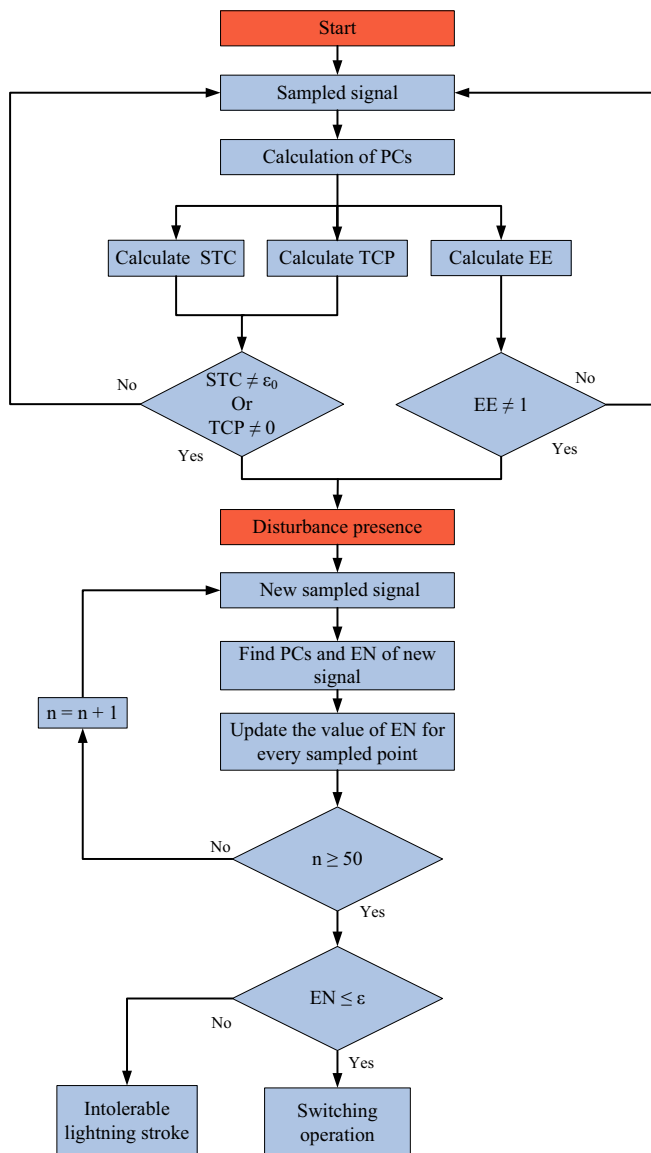 Start
Sampled signal
Calculation of PCs
Calculate STC
Calculate TCP
Calculate EE
No
STC ≠ ε₀
Or
TCP ≠ 0
Yes
EE ≠ 1
No
Yes
Disturbance presence
New sampled signal
Find PCs and EN of new
signal
n = n + 1
Update the value of EN for
every sampled point
No
n ≥ 50
Yes
EN ≤ ε
No
Yes
Intolerable
lightning stroke
Switching
operation